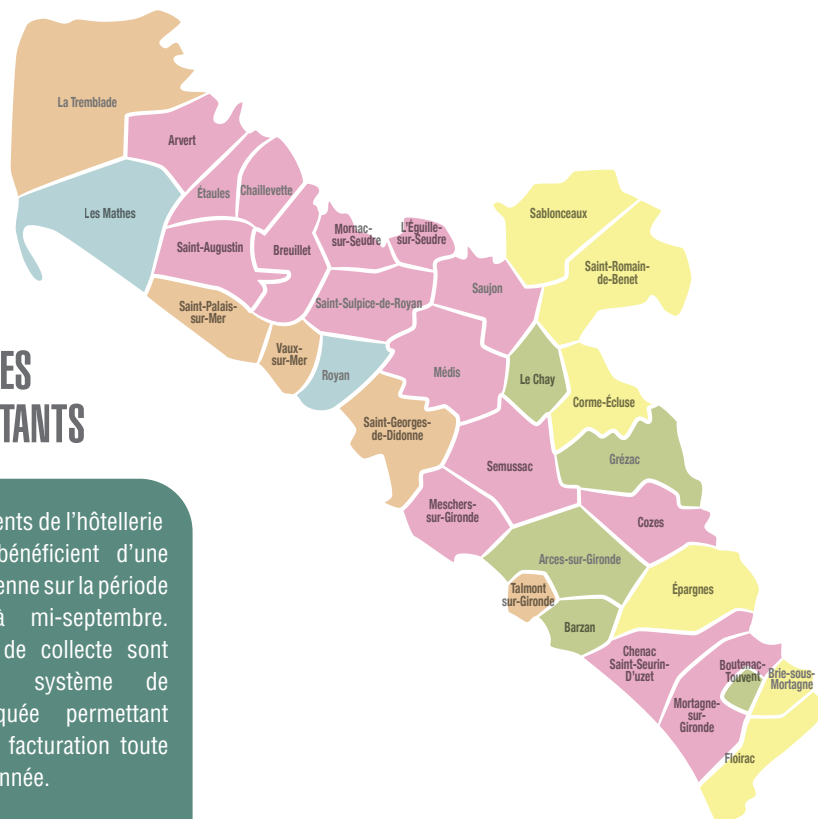 La Tremblade
Arvert
Étaules
Chaillevette
Les Mathes
Saint-Augustin
Breuillet
Mornac-
sur-Seudre
L'Éguille-
sur-Seudre
Sablonceaux
Saint-Romain-
de-Benet
Saujon
Saint-Sulpice-de-Royan
Saint-Palais-
sur-Mer
Vaux-
sur-Mer
Royan
Médis
Le Chay
Corme-Écluse
Saint-Georges-
de-Didonne
Grézac
Semussac
Meschers-
sur-Gironde
Cozes
Arces-sur-Gironde
Talmont
sur-Gironde
Épargnes
Barzan
Chenac
Saint-Seurin-
D'uzet
Boutenac-
Touvent
Brie-sous-
Mortagne
Mortagne-
sur-
Gironde
Floirac
ES
TANTS
ents de l’hôtellerie
bénéficient d’une
enne sur la période
à mi-septembre.
de collecte sont
système de
quée permettant
facturation toute
nnée.